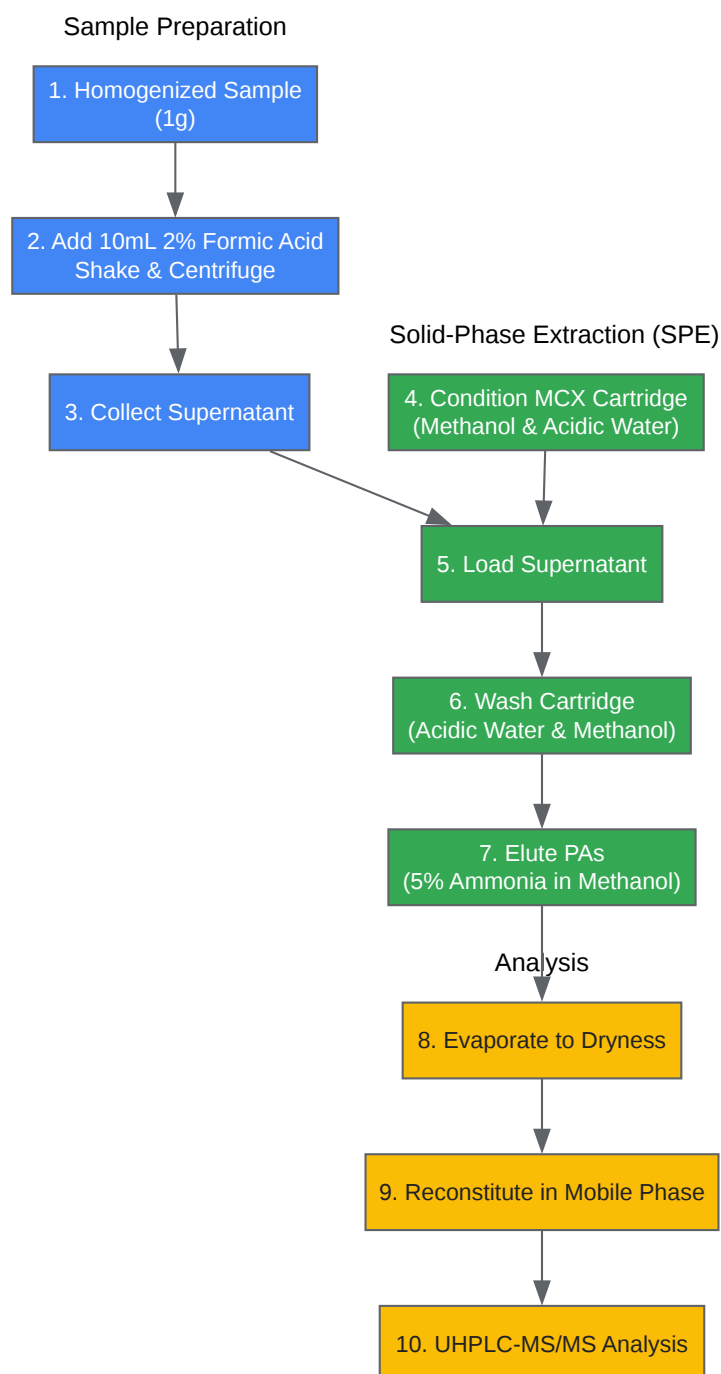 Sample Preparation
1. Homogenized Sample
(1g)
2. Add 10mL 2% Formic Acid
Shake & Centrifuge
3. Collect Supernatant
Solid-Phase Extraction (SPE)
4. Condition MCX Cartridge
(Methanol & Acidic Water)
5. Load Supernatant
6. Wash Cartridge
(Acidic Water & Methanol)
7. Elute PAs
(5% Ammonia in Methanol)
Analysis
8. Evaporate to Dryness
9. Reconstitute in Mobile Phase
10. UHPLC-MS/MS Analysis